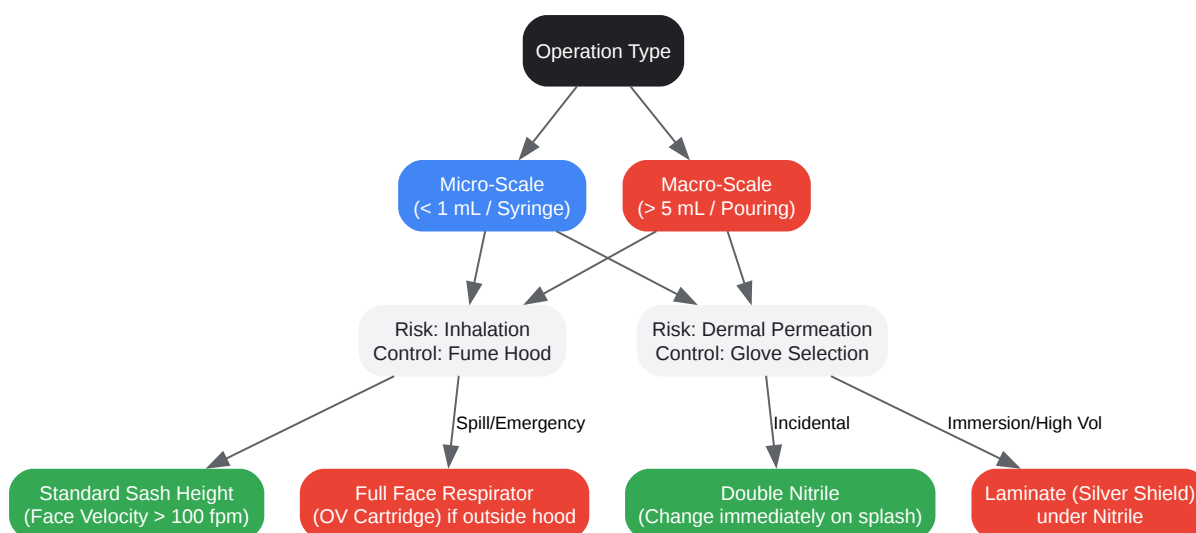 Operation Type
Micro-Scale
(< 1 mL / Syringe)
Macro-Scale
(> 5 mL / Pouring)
Risk: Inhalation
Control: Fume Hood
Risk: Dermal Permeation
Control: Glove Selection
Spill/Emergency
Incidental
Immersion/High Vol
Standard Sash Height
(Face Velocity > 100 fpm)
Full Face Respirator
(OV Cartridge) if outside hood
Double Nitrile
(Change immediately on splash)
Laminate (Silver Shield)
under Nitrile